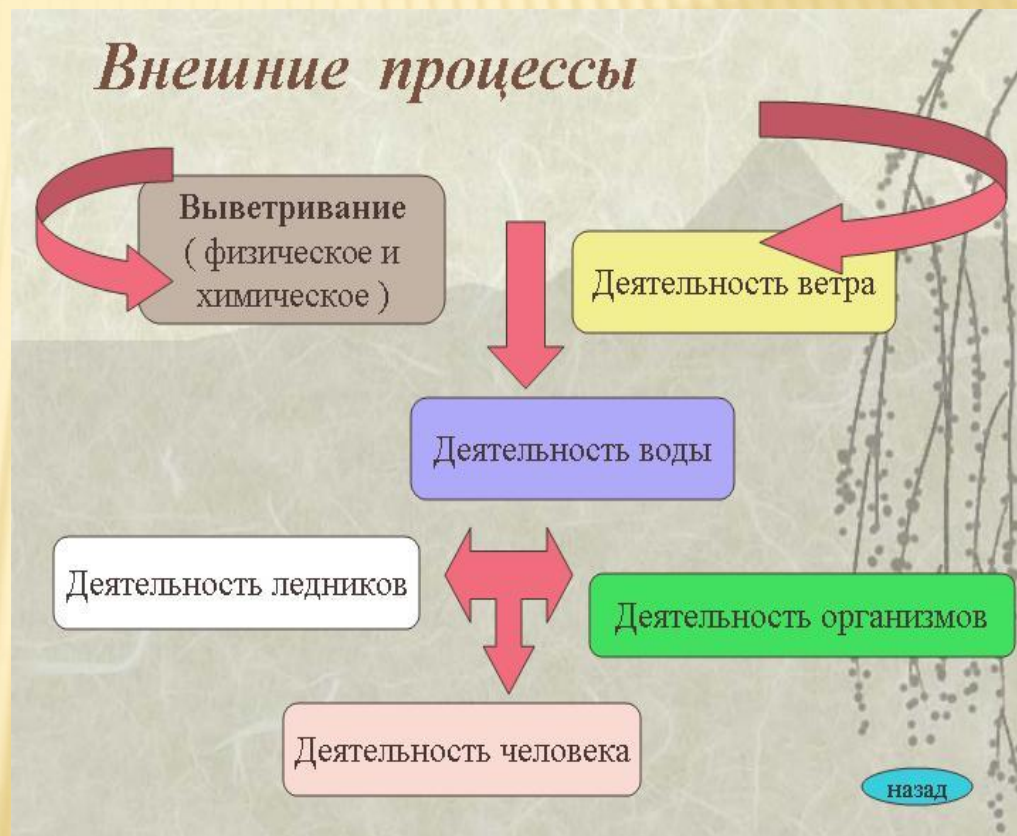 Внешние процессы
Выветривание
( физическое и
химическое )
Деятельность ветра
Деятельность воды
Деятельность ледников
Деятельность организмов
Деятельность человека
назад